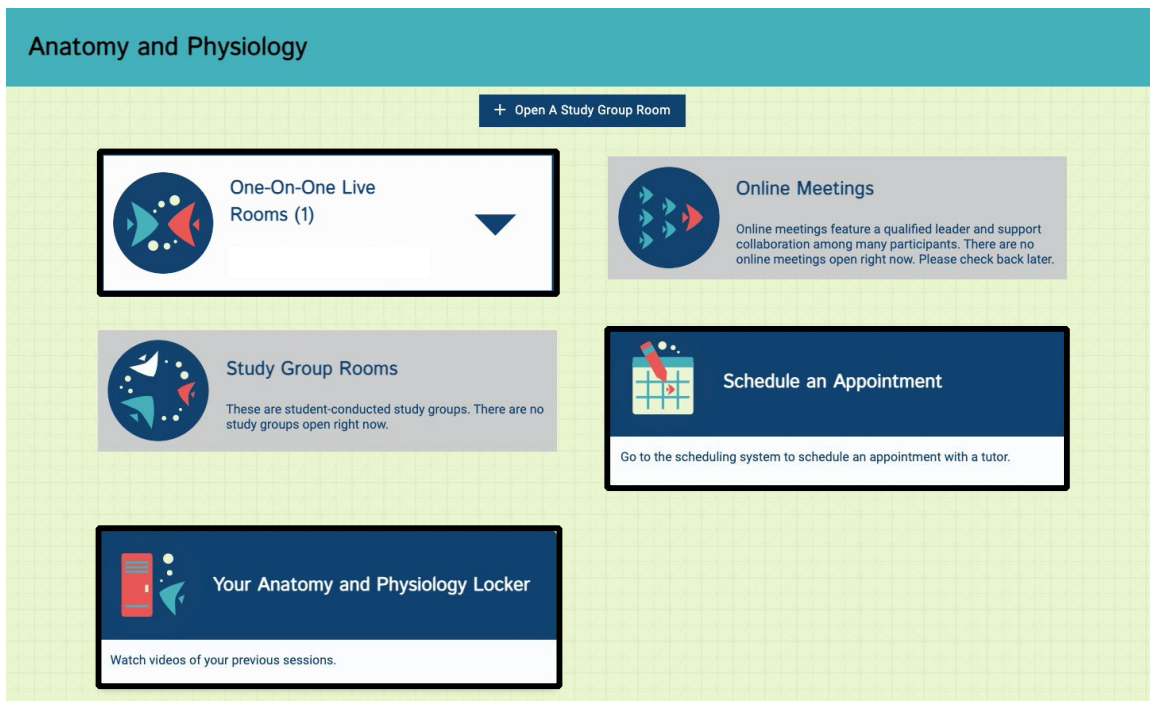 Anatomy and Physiology
+ Open A Study Group Room
One-On-One Live
Rooms (1)
Online Meetings
Online meetings feature a qualified leader and support
collaboration among many participants. There are no
online meetings open right now. Please check back later.
Study Group Rooms
These are student-conducted study groups. There are no
study groups open right now.
Schedule an Appointment
Go to the scheduling system to schedule an appointment with a tutor.
Your Anatomy and Physiology Locker
Watch videos of your previous sessions.